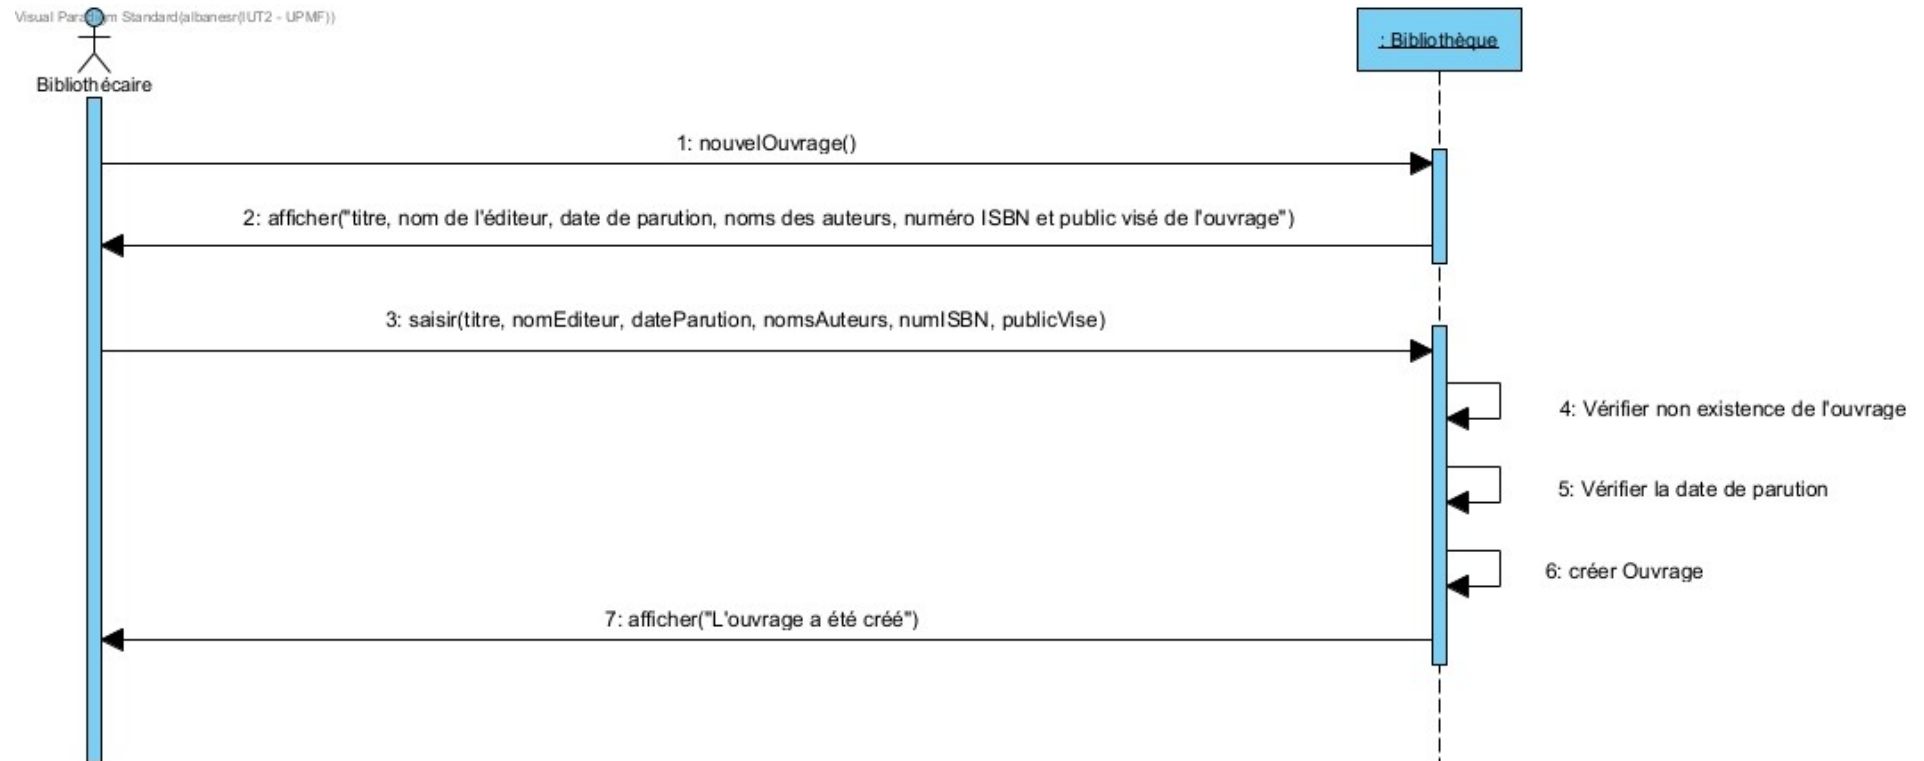 Visual Paradigm Standard(albanesr(IUT2 - UPMF))
: Bibliothèque
Bibliothécaire
1: nouvelOuvrage()
2: afficher("titre, nom de l'éditeur, date de parution, noms des auteurs, numéro ISBN et public visé de l'ouvrage")
3: saisir(titre, nomEditeur, dateParution, nomsAuteurs, numISBN, publicVise)
4: Vérifier non existence de l'ouvrage
5: Vérifier la date de parution
6: créer Ouvrage
7: afficher("L'ouvrage a été créé")